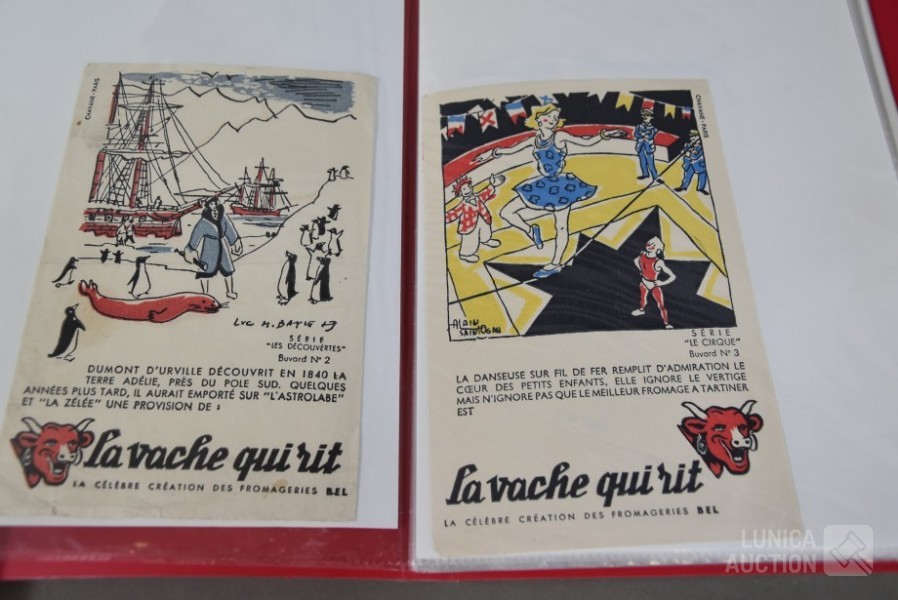 CHAVANE-PARIS
LUC M. BAYLE
SÉRIE
"LES DÉCOUVERTES"
Buvard N° 2
DUMONT D'URVILLE DÉCOUVRIT EN 1840 LA
TERRE ADÉLIE, PRÈS DU POLE SUD. QUELQUES
ANNÉES PLUS TARD, IL AURAIT EMPORTÉ SUR "L'ASTROLABE"
ET "LA ZÉLÉE" UNE PROVISION DE :
La vache qui rit
LA CÉLÈBRE CRÉATION DES FROMAGERIES BEL
CHAVANE-PARIS
ALAIN
SAINT-OGAN
SÉRIE
"LE CIRQUE"
Buvard N° 3
LA DANSEUSE SUR FIL DE FER REMPLIT D'ADMIRATION LE
CŒUR DES PETITS ENFANTS, ELLE IGNORE LE VERTIGE
MAIS N'IGNORE PAS QUE LE MEILLEUR FROMAGE A TARTINER
EST
La vache qui rit
LA CÉLÈBRE CRÉATION DES FROMAGERIES BEL
LUNICA
AUCTION